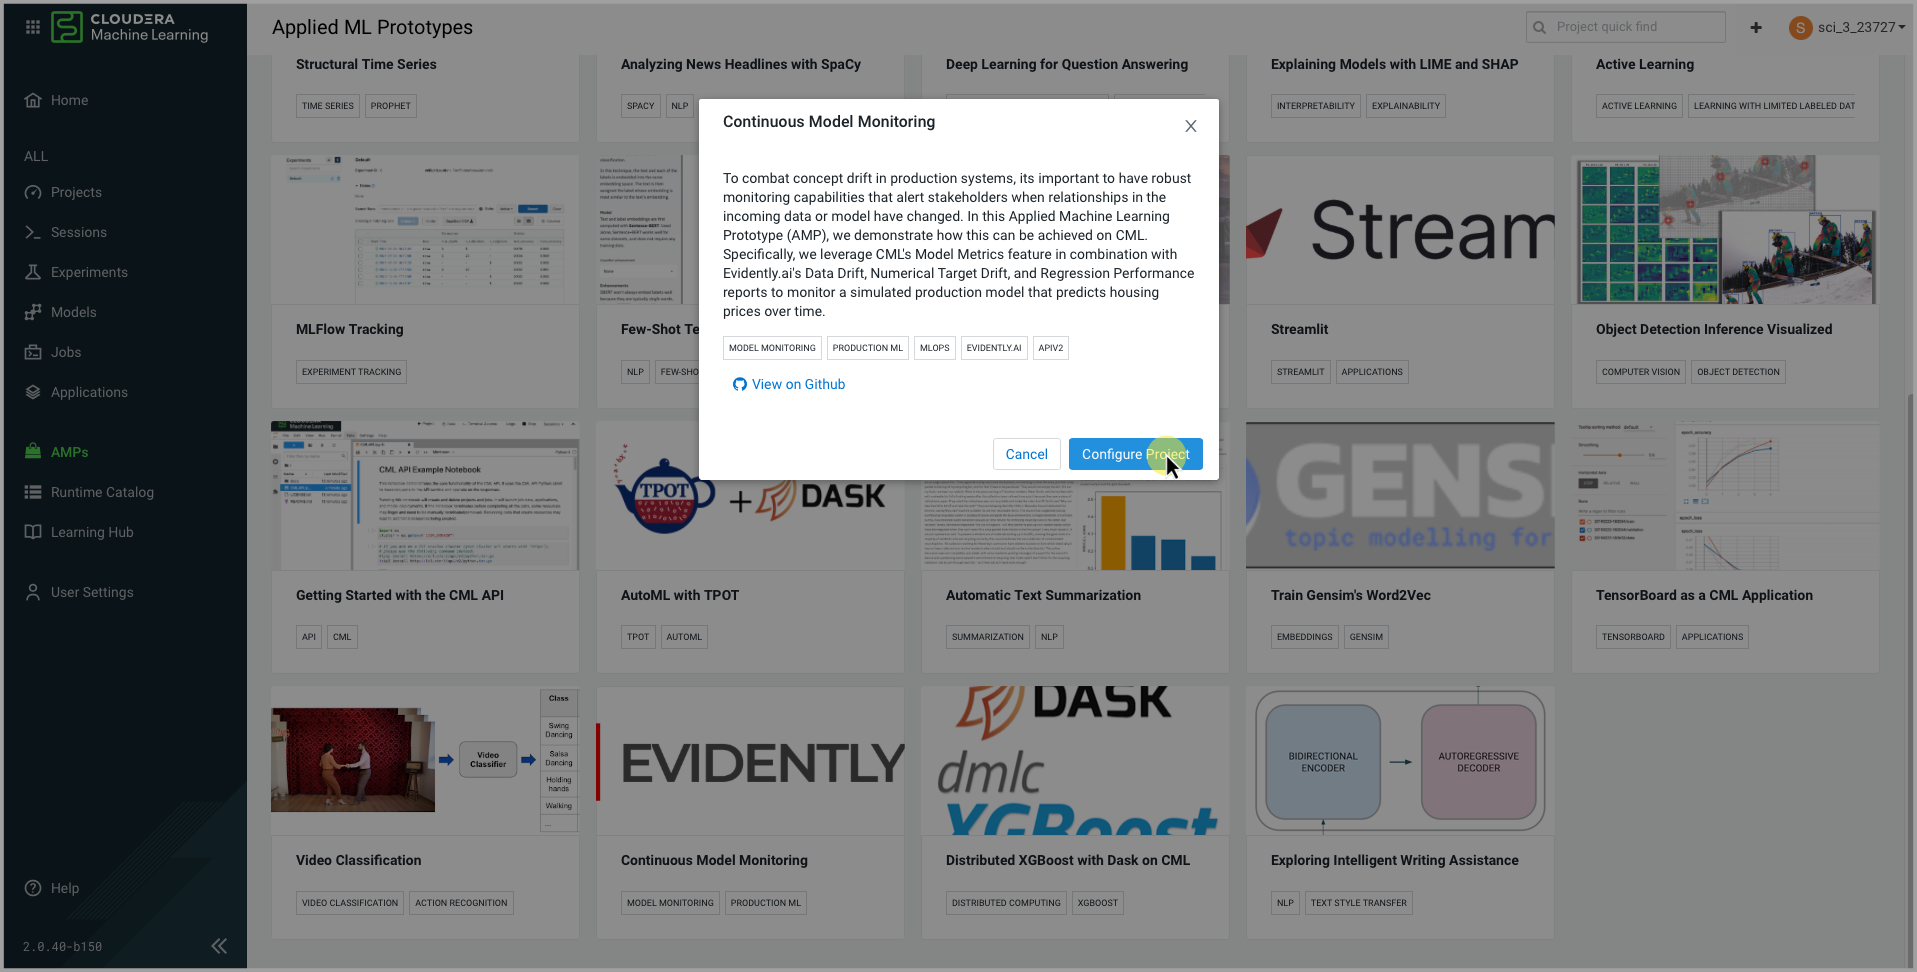 CLOUDERA
Machine Learning
Applied ML Prototypes
Project quick find
S
sci_3_23727
Home
ALL
Projects
Sessions
Experiments
Models
Jobs
Applications
AMPs
Runtime Catalog
Learning Hub
User Settings
Help
2.0.40-b150
Structural Time Series
TIME SERIES
PROPHET
Analyzing News Headlines with SpaCy
SPACY
NLP
Deep Learning for Question Answering
Explaining Models with LIME and SHAP
INTERPRETABILITY
EXPLAINABILITY
Active Learning
ACTIVE LEARNING
LEARNING WITH LIMITED LABELED DAT
Continuous Model Monitoring
To combat concept drift in production systems, its important to have robust
monitoring capabilities that alert stakeholders when relationships in the
incoming data or model have changed. In this Applied Machine Learning
Prototype (AMP), we demonstrate how this can be achieved on CML.
Specifically, we leverage CML's Model Metrics feature in combination with
Evidently.ai's Data Drift, Numerical Target Drift, and Regression Performance
reports to monitor a simulated production model that predicts housing
prices over time.
MODEL MONITORING
PRODUCTION ML
MLOPS
EVIDENTLY.AI
APIV2
View on Github
Cancel
Configure Project
MLFlow Tracking
EXPERIMENT TRACKING
Few-Shot Te
NLP
FEW-SHO
Stream
Streamlit
STREAMLIT
APPLICATIONS
Object Detection Inference Visualized
COMPUTER VISION
OBJECT DETECTION
CML API Example Notebook
Getting Started with the CML API
API
CML
TPOT
+
DASK
AutoML with TPOT
TPOT
AUTOML
Automatic Text Summarization
SUMMARIZATION
NLP
GENS
topic modelling for
Train Gensim's Word2Vec
EMBEDDINGS
GENSIM
TensorBoard as a CML Application
TENSORBOARD
APPLICATIONS
Video
Classifier
Class
Swing
Dancing
Salsa
Dancing
Holding
hands
Walking
...
Video Classification
VIDEO CLASSIFICATION
ACTION RECOGNITION
EVIDENTLY
Continuous Model Monitoring
MODEL MONITORING
PRODUCTION ML
DASK
dmlc
XGBoost
Distributed XGBoost with Dask on CML
DISTRIBUTED COMPUTING
XGBOOST
BIDIRECTIONAL
ENCODER
AUTOREGRESSIVE
DECODER
Exploring Intelligent Writing Assistance
NLP
TEXT STYLE TRANSFER